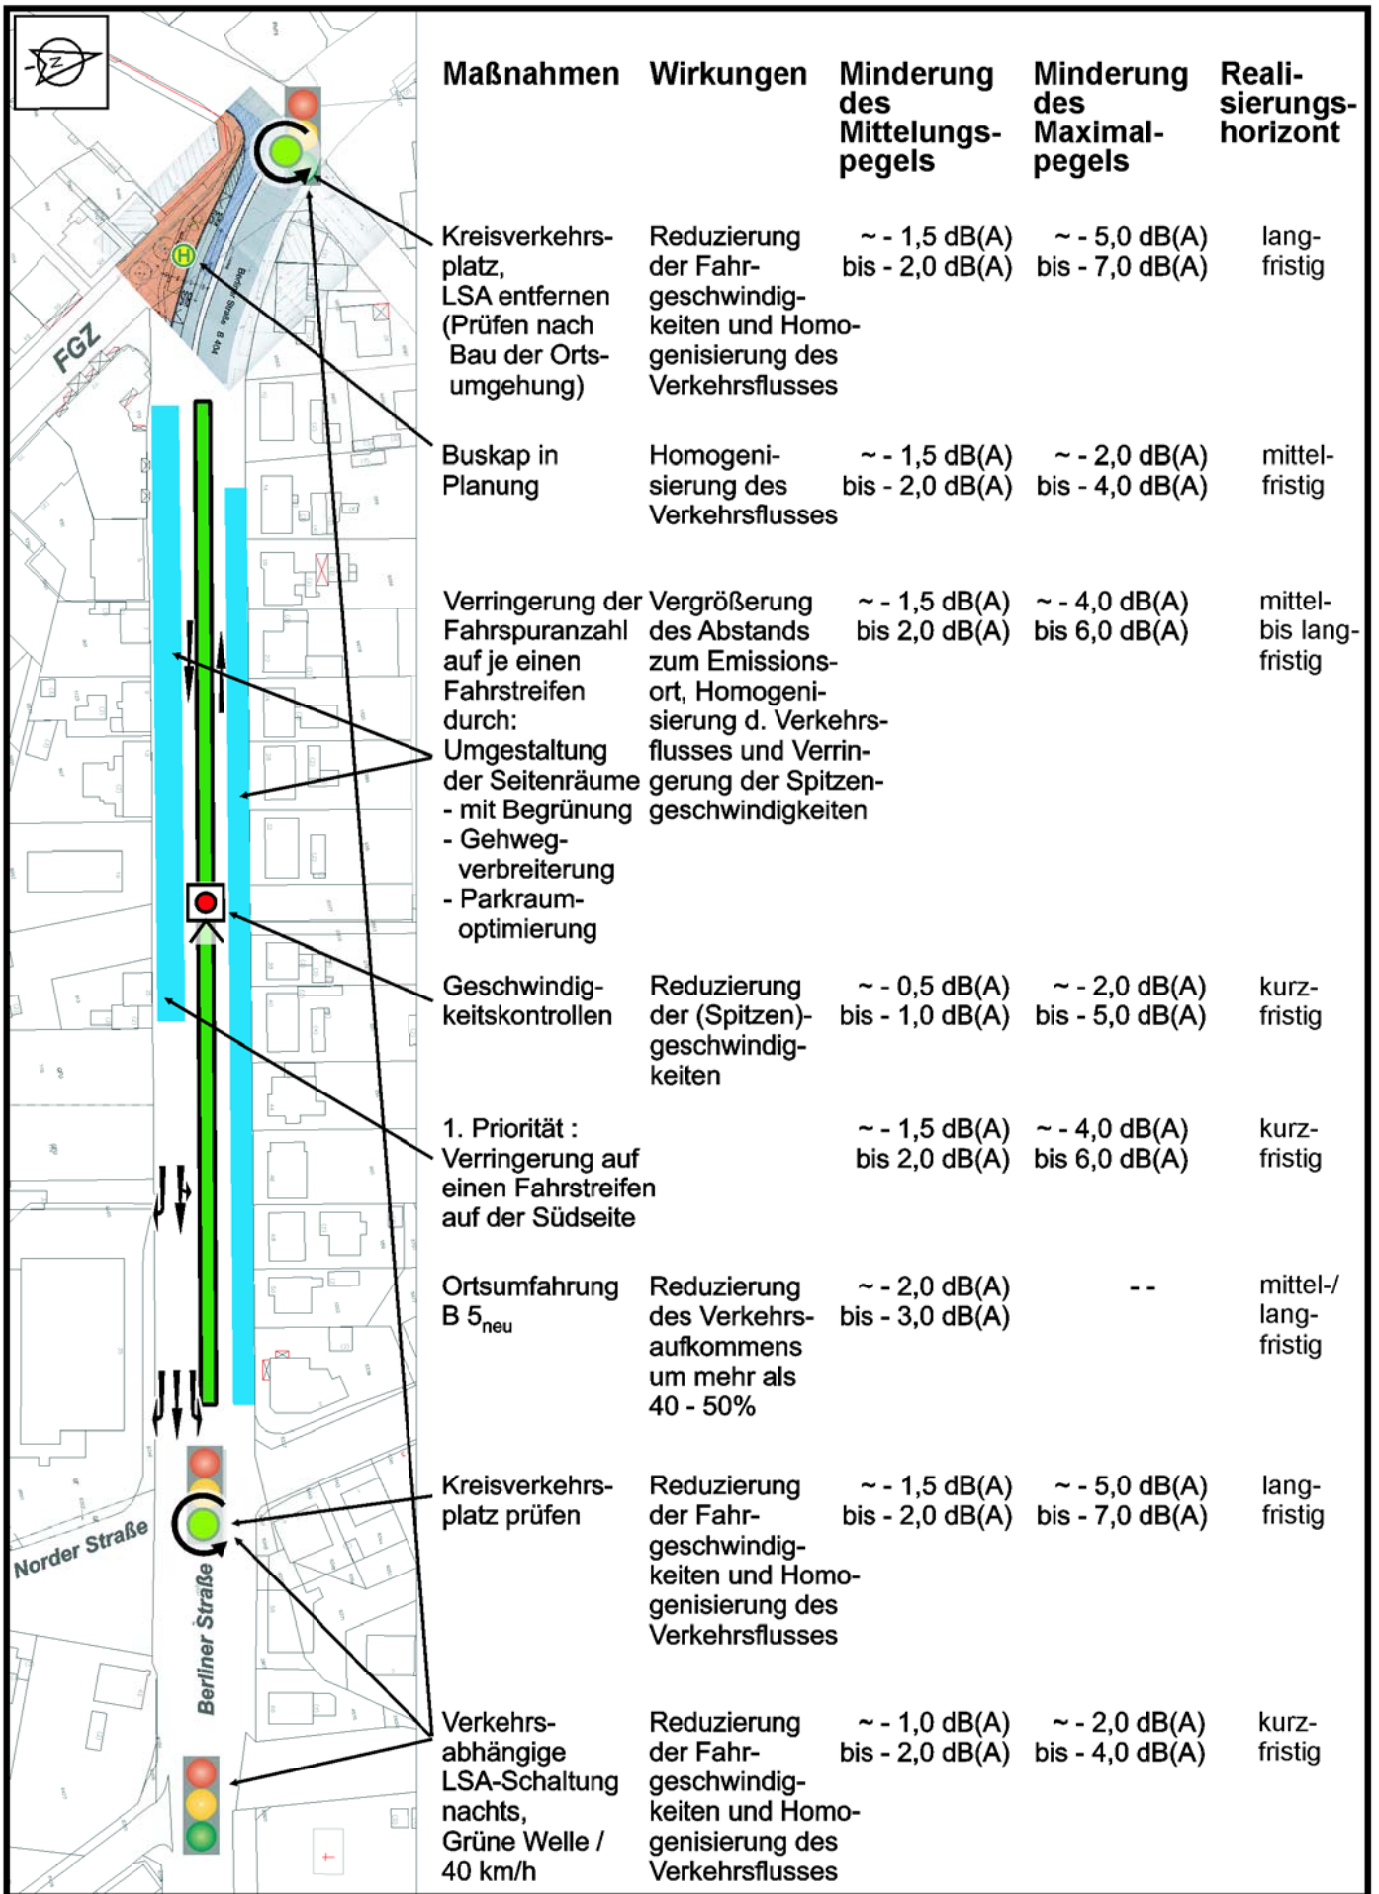 Maßnahmen Wirkungen Minderung Minderung Reali-
des des sierungs-
Mittelungs- Maximal- horizont
pegels pegels
Kreisverkehrs- Reduzierung ~ - 1,5 dB(A) ~ - 5,0 dB(A) lang-
platz, der Fahr- bis - 2,0 dB(A) bis - 7,0 dB(A) fristig
LSA entfernen geschwindig-
(Prüfen nach keiten und Homo-
Bau der Orts- genisierung des
umgehung) Verkehrsflusses
H
Berliner Straße B 404
FGZ
Buskap in Homogeni- ~ - 1,5 dB(A) ~ - 2,0 dB(A) mittel-
Planung sierung des bis - 2,0 dB(A) bis - 4,0 dB(A) fristig
Verkehrsflusses
Verringerung der Vergrößerung ~ - 1,5 dB(A) ~ - 4,0 dB(A) mittel-
Fahrspuranzahl des Abstands bis 2,0 dB(A) bis 6,0 dB(A) bis lang-
auf je einen zum Emissions- fristig
Fahrstreifen ort, Homogeni-
durch: sierung d. Verkehrs-
Umgestaltung flusses und Verrin-
der Seitenräume gerung der Spitzen-
- mit Begrünung geschwindigkeiten
- Gehweg-
verbreiterung
- Parkraum-
optimierung
Geschwindig- Reduzierung ~ - 0,5 dB(A) ~ - 2,0 dB(A) kurz-
keitskontrollen der (Spitzen)- bis - 1,0 dB(A) bis - 5,0 dB(A) fristig
geschwindig-
keiten
1. Priorität : ~ - 1,5 dB(A) ~ - 4,0 dB(A) kurz-
Verringerung auf bis 2,0 dB(A) bis 6,0 dB(A) fristig
einen Fahrstreifen
auf der Südseite
Ortsumfahrung Reduzierung ~ - 2,0 dB(A) - - mittel-/
B 5neu des Verkehrs- bis - 3,0 dB(A) lang-
aufkommens fristig
um mehr als
40 - 50%
Kreisverkehrs- Reduzierung ~ - 1,5 dB(A) ~ - 5,0 dB(A) lang-
platz prüfen der Fahr- bis - 2,0 dB(A) bis - 7,0 dB(A) fristig
geschwindig-
keiten und Homo-
genisierung des
Verkehrsflusses
Norder Straße
Berliner Straße
Verkehrs- Reduzierung ~ - 1,0 dB(A) ~ - 2,0 dB(A) kurz-
abhängige der Fahr- bis - 2,0 dB(A) bis - 4,0 dB(A) fristig
LSA-Schaltung geschwindig-
nachts, keiten und Homo-
Grüne Welle / genisierung des
40 km/h Verkehrsflusses